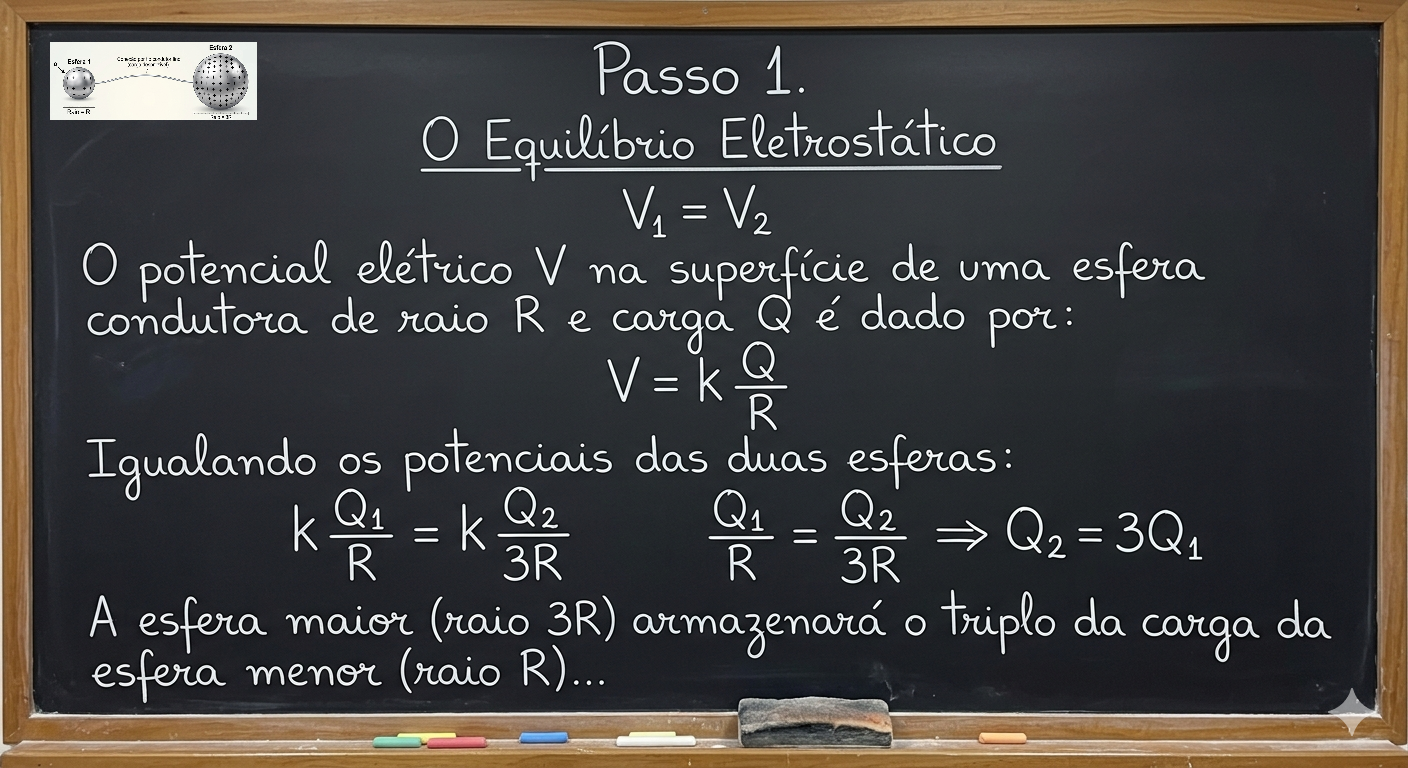 Esfera 1
Esfera 2
Raio = R
Passo 1.
O Equilíbrio Eletrostático
V₁ = V₂
O potencial elétrico V na superfície de uma esfera
condutora de raio R e carga Q é dado por:
V = k Q/R
Igualando os potenciais das duas esferas:
k Q₁/R = k Q₂/3R Q₁/R = Q₂/3R ⇒ Q₂ = 3Q₁
A esfera maior (raio 3R) armazenará o triplo da carga da
esfera menor (raio R)...